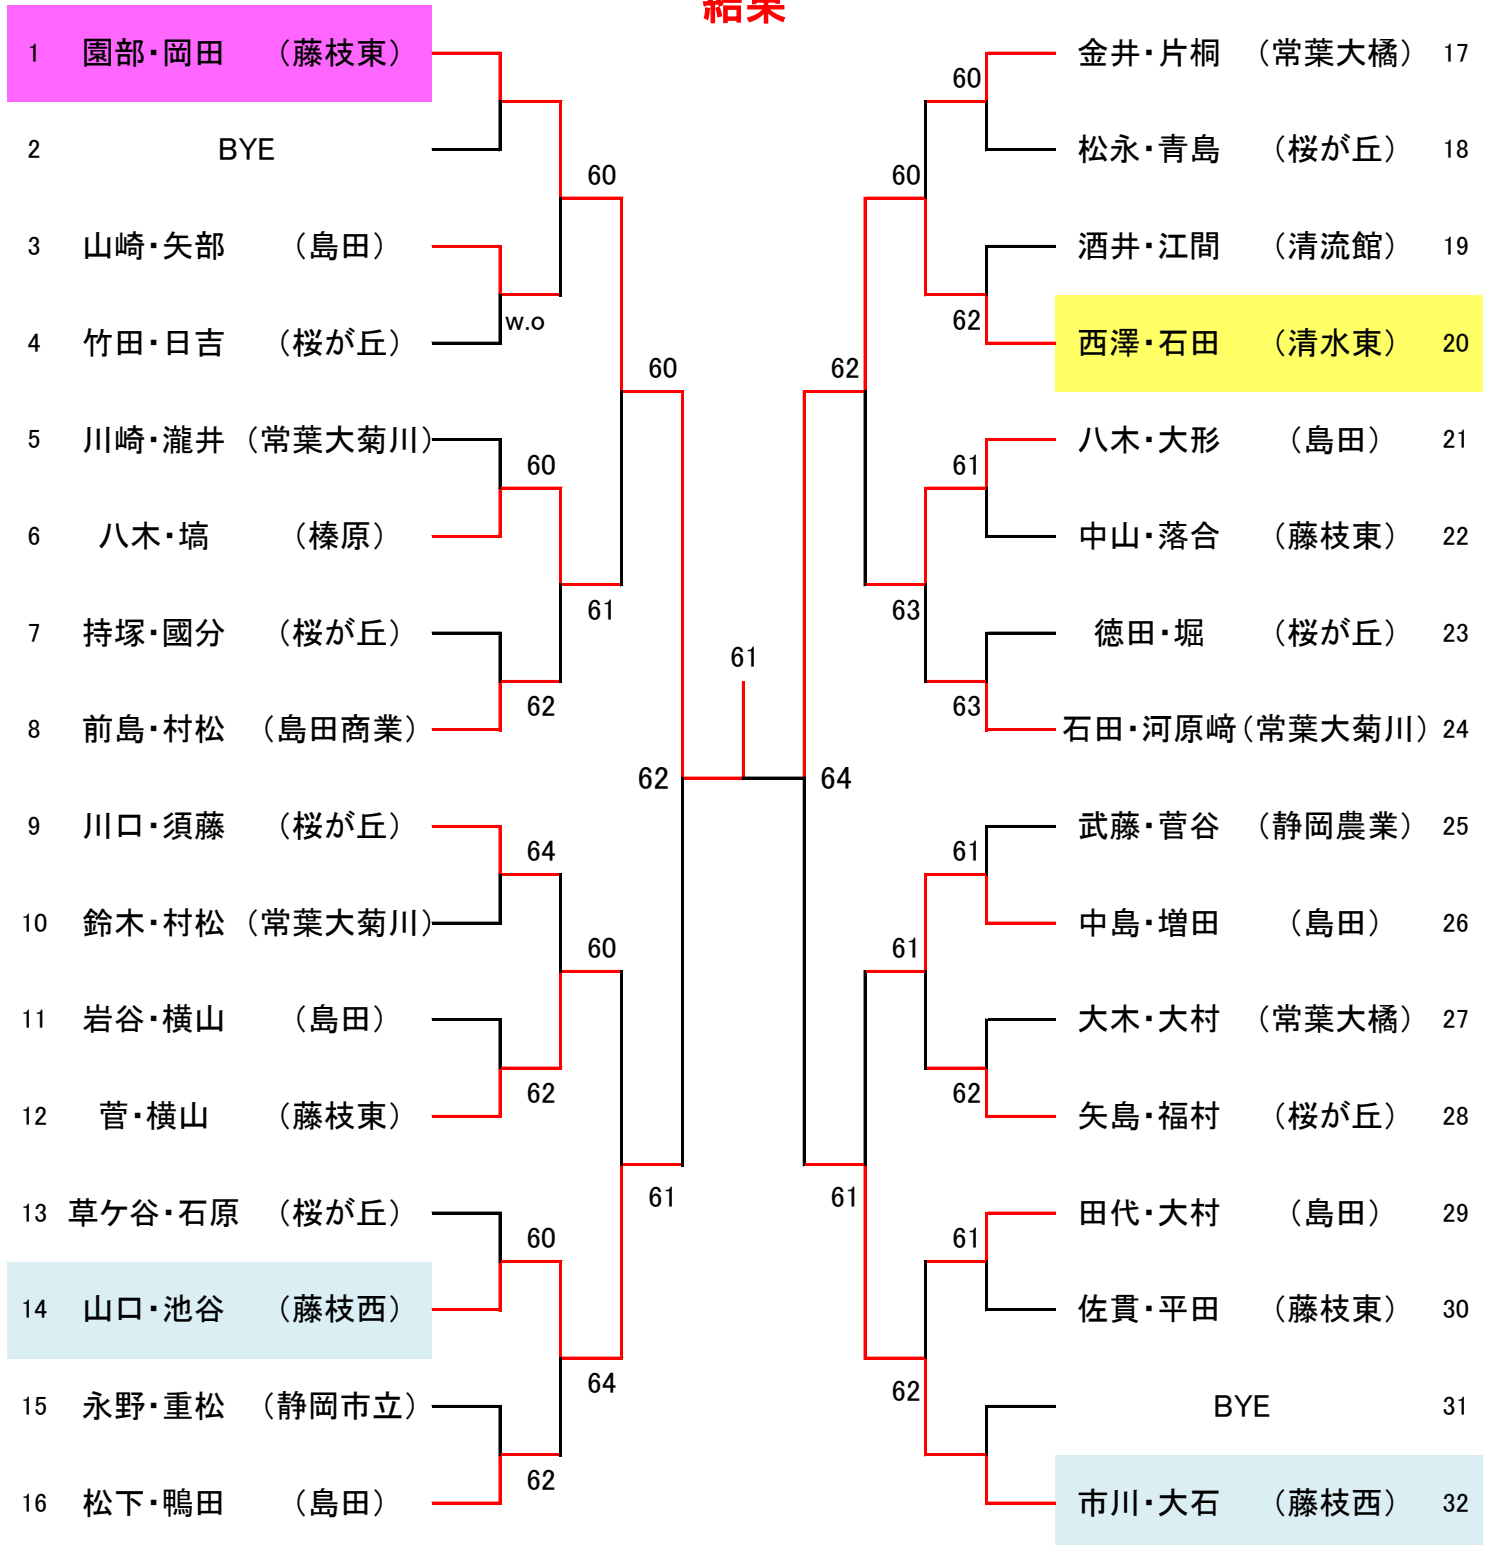 結果
1 園部・岡田 （藤枝東）
2 BYE
3 山崎・矢部 （島田）
4 竹田・日吉 （桜が丘）
5 川崎・瀧井 （常葉大菊川）
6 八木・塙 （榛原）
7 持塚・國分 （桜が丘）
8 前島・村松 （島田商業）
9 川口・須藤 （桜が丘）
10 鈴木・村松 （常葉大菊川）
11 岩谷・横山 （島田）
12 菅・横山 （藤枝東）
13 草ケ谷・石原 （桜が丘）
14 山口・池谷 （藤枝西）
15 永野・重松 （静岡市立）
16 松下・鴨田 （島田）
w.o
60
62
64
62
60
62
60
61
60
64
60
61
62
61
64
62
61
60
63
61
62
60
62
61
63
61
62
61
金井・片桐 （常葉大橘） 17
松永・青島 （桜が丘） 18
酒井・江間 （清流館） 19
西澤・石田 （清水東） 20
八木・大形 （島田） 21
中山・落合 （藤枝東） 22
徳田・堀 （桜が丘） 23
石田・河原﨑 （常葉大菊川） 24
武藤・菅谷 （静岡農業） 25
中島・増田 （島田） 26
大木・大村 （常葉大橘） 27
矢島・福村 （桜が丘） 28
田代・大村 （島田） 29
佐貫・平田 （藤枝東） 30
BYE 31
市川・大石 （藤枝西） 32